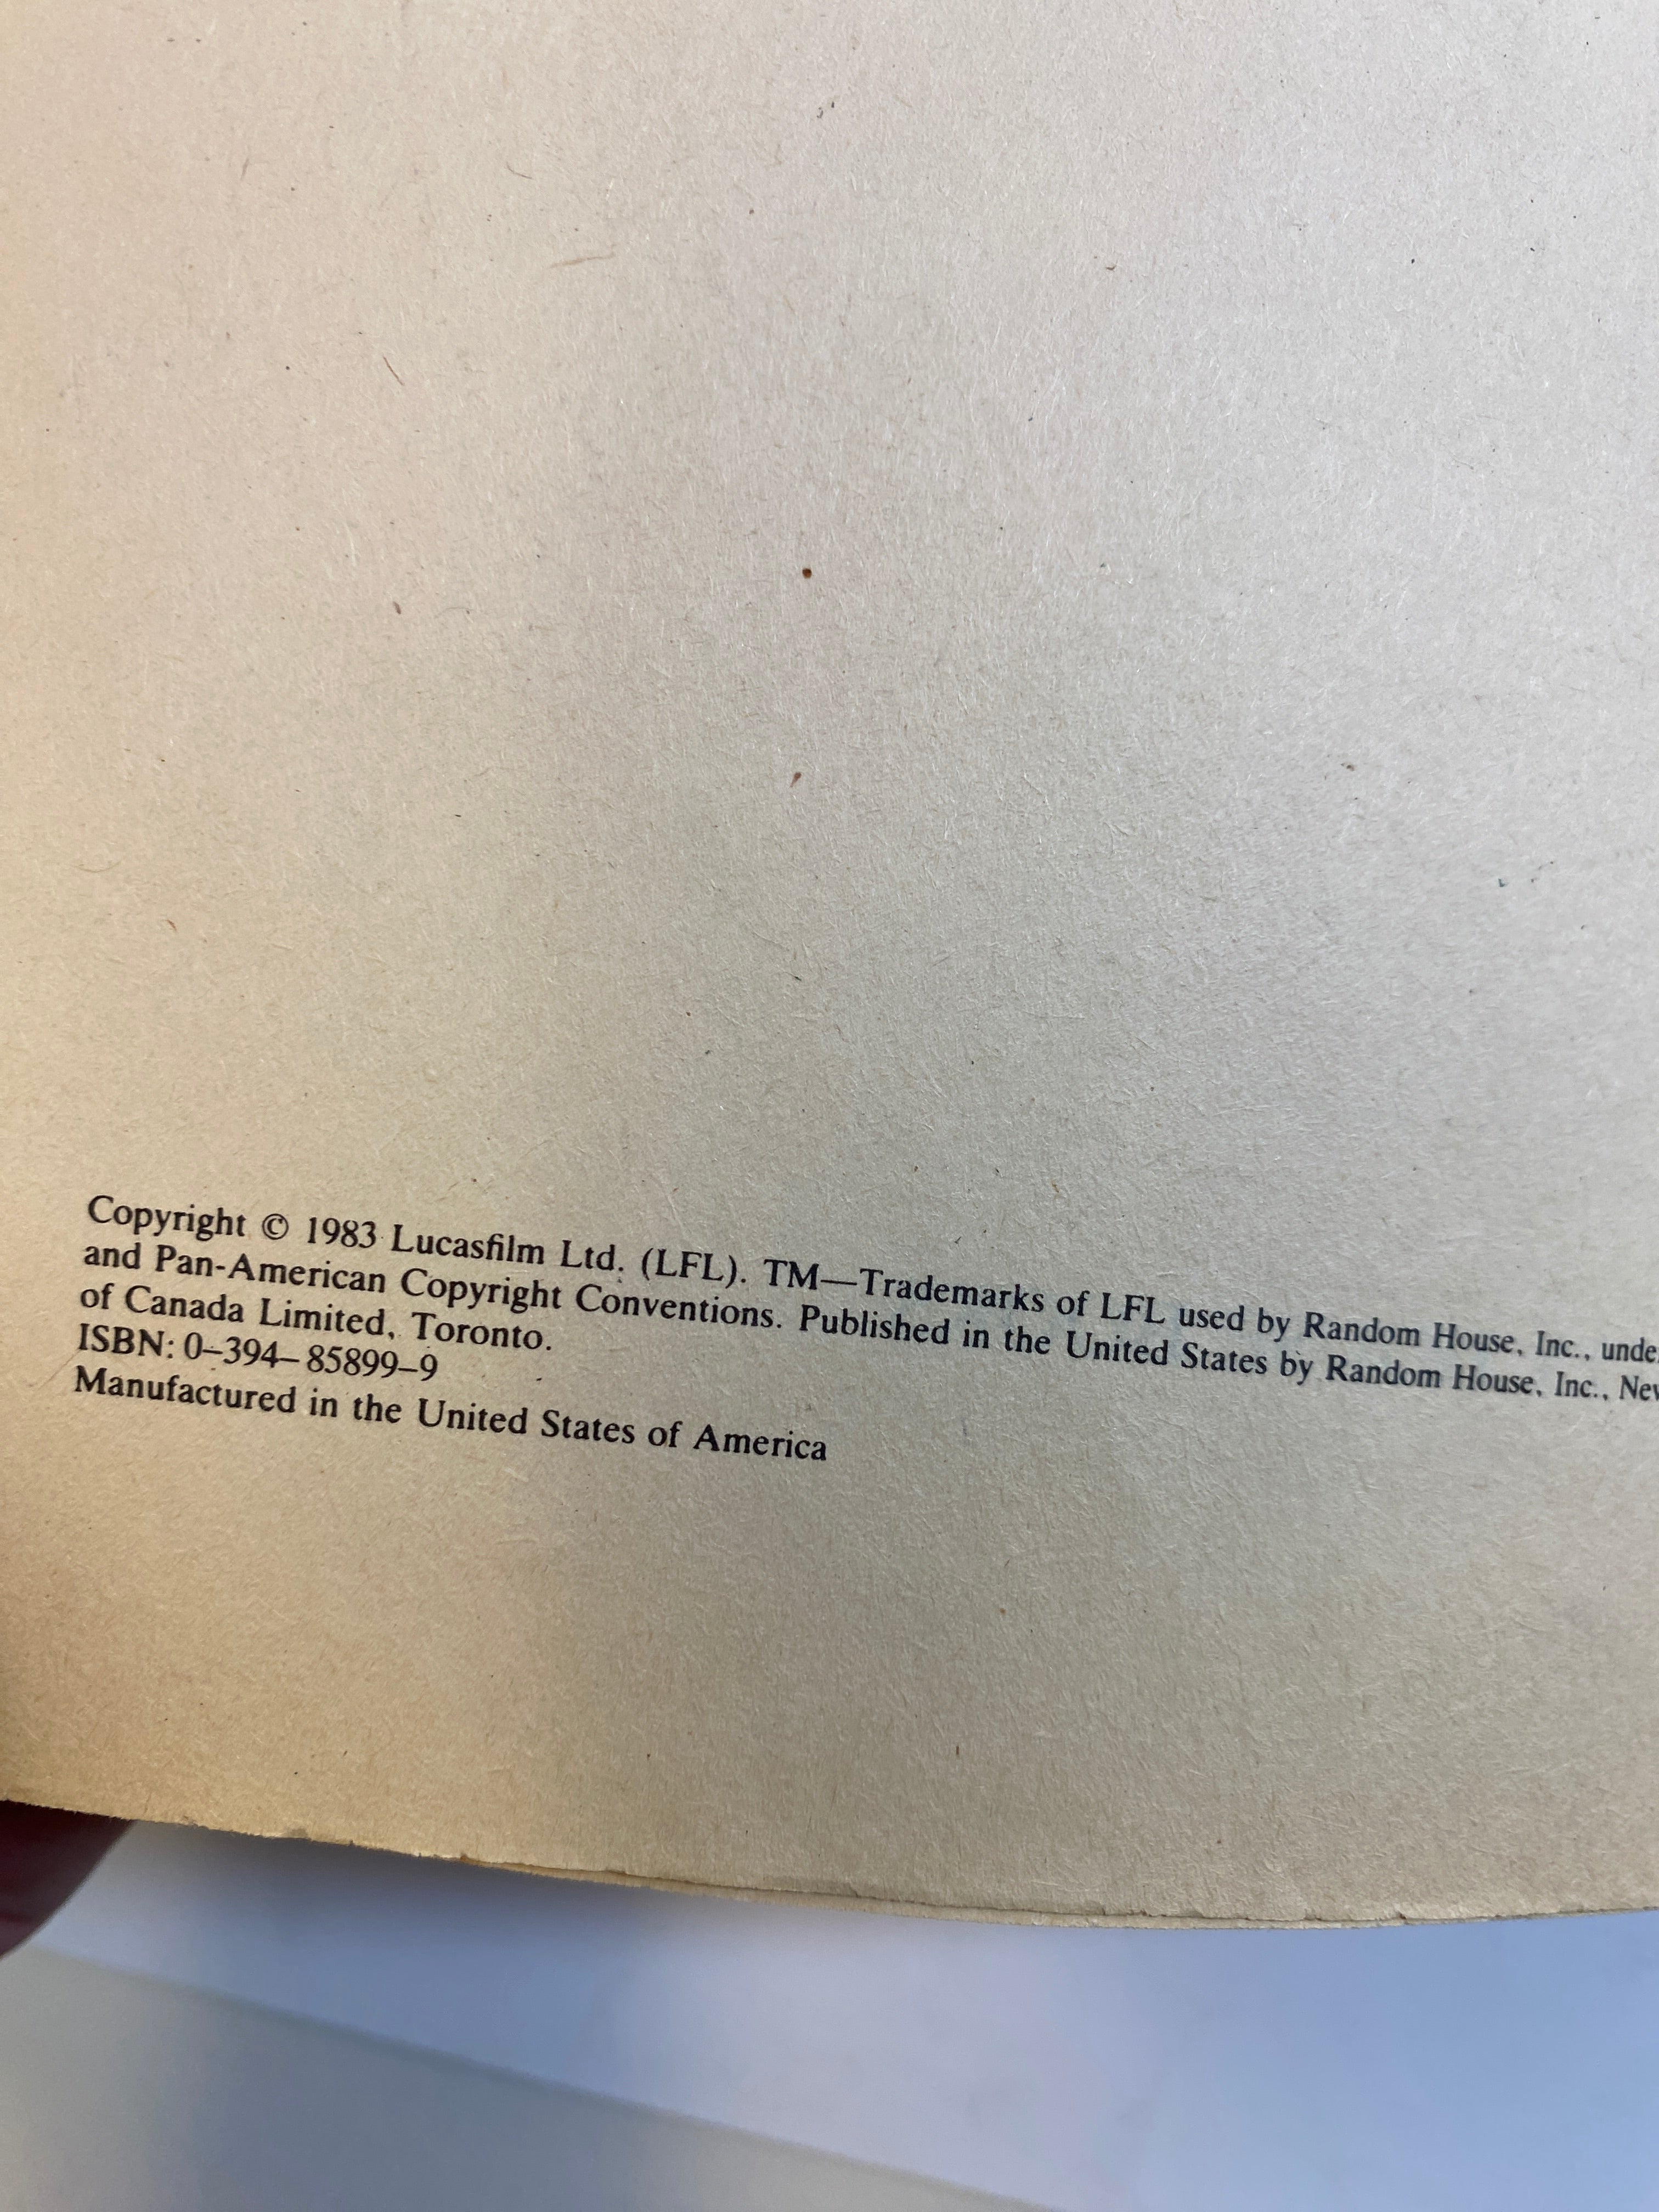 Copyright © 1983 Lucasfilm Ltd. (LFL). TM—Trademarks of LFL used by Random House, Inc., unde
and Pan-American Copyright Conventions. Published in the United States by Random House, Inc., Nev
of Canada Limited, Toronto.
ISBN: 0–394–85899–9
Manufactured in the United States of America